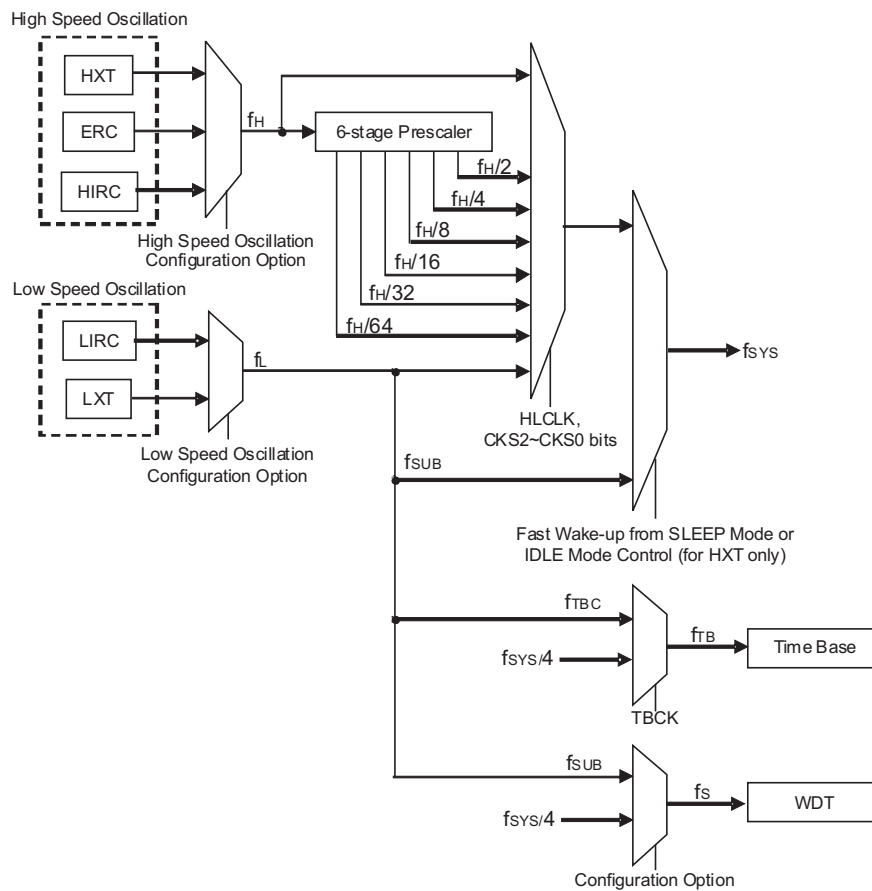 High Speed Oscillation
HXT
ERC
HIRC
fH
6-stage Prescaler
fH/2
fH/4
fH/8
fH/16
fH/32
fH/64
High Speed Oscillation
Configuration Option
Low Speed Oscillation
LIRC
LXT
fL
Low Speed Oscillation
Configuration Option
HLCLK,
CKS2~CKS0 bits
fSYS
fSUB
Fast Wake-up from SLEEP Mode or
IDLE Mode Control (for HXT only)
fTBC
fSYS/4
fTB
Time Base
TBCK
fSUB
fSYS/4
fS
WDT
Configuration Option